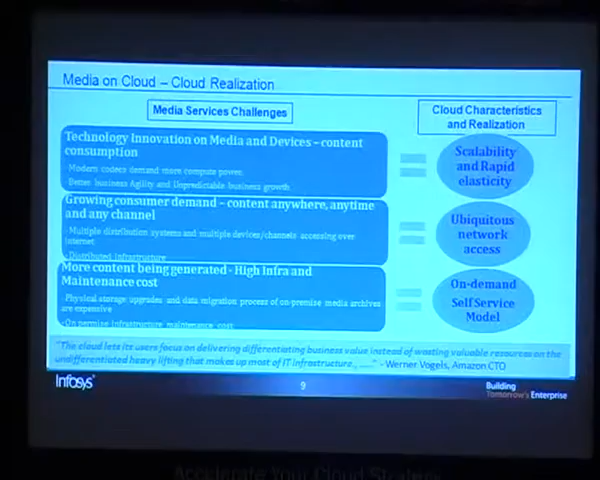 Media on Cloud – Cloud Realization
Media Services Challenges
Cloud Characteristics
and Realization
Technology Innovation on Media and Devices – content
consumption
-Modern codecs demand more compute power.
-Better business Agility and Unpredictable business growth
Scalability
and Rapid
elasticity
Growing consumer demand – content anywhere, anytime
and any channel
-Multiple distribution systems and multiple devices/channels accessing over
internet
-Distributed infrastructure
Ubiquitous
network
access
More content being generated - High Infra and
Maintenance cost
-Physical storage upgrades and data migration process of on-premise media archives
are expensive
-On permise infrastructure maintenance cost
On-demand
Self Service
Model
"The cloud lets its users focus on delivering differentiating business value instead of wasting valuable resources on the
undifferentiated heavy lifting that makes up most of IT infrastructure., ......" - Werner Vogels, Amazon CTO
Infosys®
9
Building
Tomorrow's Enterprise
Accelerate Your Cloud Strategy